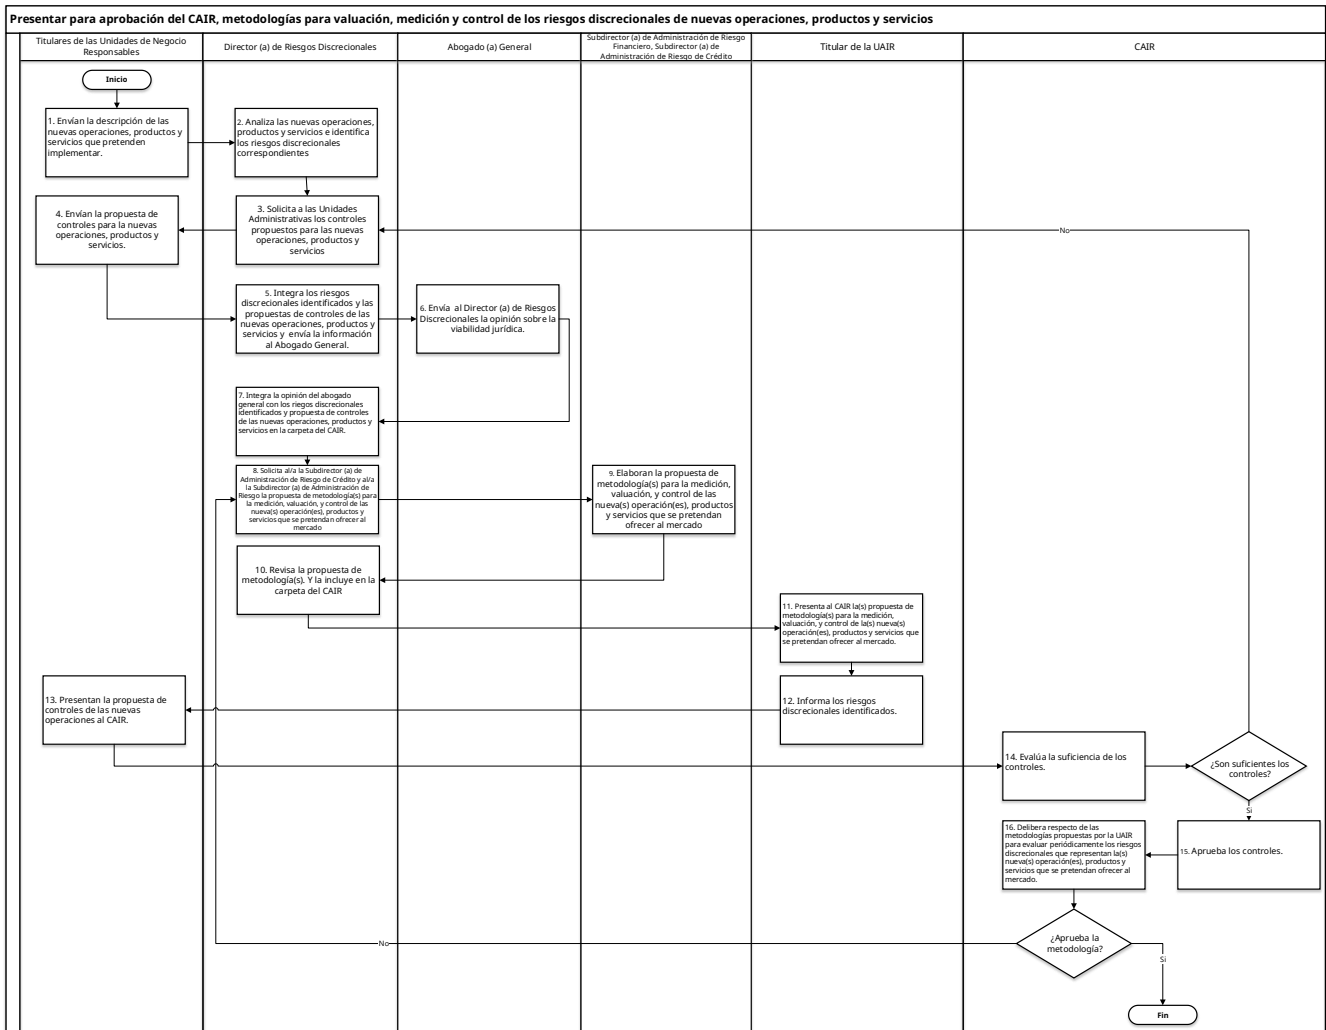 Presentar para aprobación del CAIR, metodologías para valuación, medición y control de los riesgos discrecionales de nuevas operaciones, productos y servicios
Titulares de las Unidades de Negocio
Responsables
Director (a) de Riesgos Discrecionales
Abogado (a) General
Subdirector (a) de Administración de Riesgo
Financiero, Subdirector (a) de
Administración de Riesgo de Crédito
Titular de la UAIR
CAIR
Inicio
1. Envían la descripción de las
nuevas operaciones, productos y
servicios que pretenden
implementar.
2. Analiza las nuevas operaciones,
productos y servicios e identifica
los riesgos discrecionales
correspondientes
3. Solicita a las Unidades
Administrativas los controles
propuestos para las nuevas
operaciones, productos y
servicios
4. Envían la propuesta de
controles para la nuevas
operaciones, productos y
servicios.
No
5. Integra los riesgos
discrecionales identificados y las
propuestas de controles de las
nuevas operaciones, productos y
servicios y  envía la información
al Abogado General.
6. Envía  al Director (a) de Riesgos
Discrecionales la opinión sobre la
viabilidad jurídica.
7. Integra la opinión del abogado
general con los riegos discrecionales
identificados y propuesta de controles
de las nuevas operaciones, productos y
servicios en la carpeta del CAIR.
8. Solicita al/a la Subdirector (a) de
Administración de Riesgo de Crédito y al/a
la Subdirector (a) de Administración de
Riesgo la propuesta de metodología(s) para
la medición, valuación, y control de las
nueva(s) operación(es), productos y
servicios que se pretendan ofrecer al
mercado
9. Elaboran la propuesta de
metodología(s) para la medición,
valuación, y control de las
nueva(s) operación(es), productos
y servicios que se pretendan
ofrecer al mercado
10. Revisa la propuesta de
metodología(s). Y la incluye en la
carpeta del CAIR
11. Presenta al CAIR la(s) propuesta de
metodología(s) para la medición,
valuación, y control de la(s) nueva(s)
operación(es), productos y servicios que
se pretendan ofrecer al mercado.
12. Informa los riesgos
discrecionales identificados.
13. Presentan la propuesta de
controles de las nuevas
operaciones al CAIR.
14. Evalúa la suficiencia de los
controles.
¿Son suficientes los
controles?
Si
15. Aprueba los controles.
16. Delibera respecto de las
metodologías propuestas por la UAIR
para evaluar periódicamente los riesgos
discrecionales que representan la(s)
nueva(s) operación(es), productos y
servicios que se pretendan ofrecer al
mercado.
¿Aprueba la
metodología?
No
Si
Fin